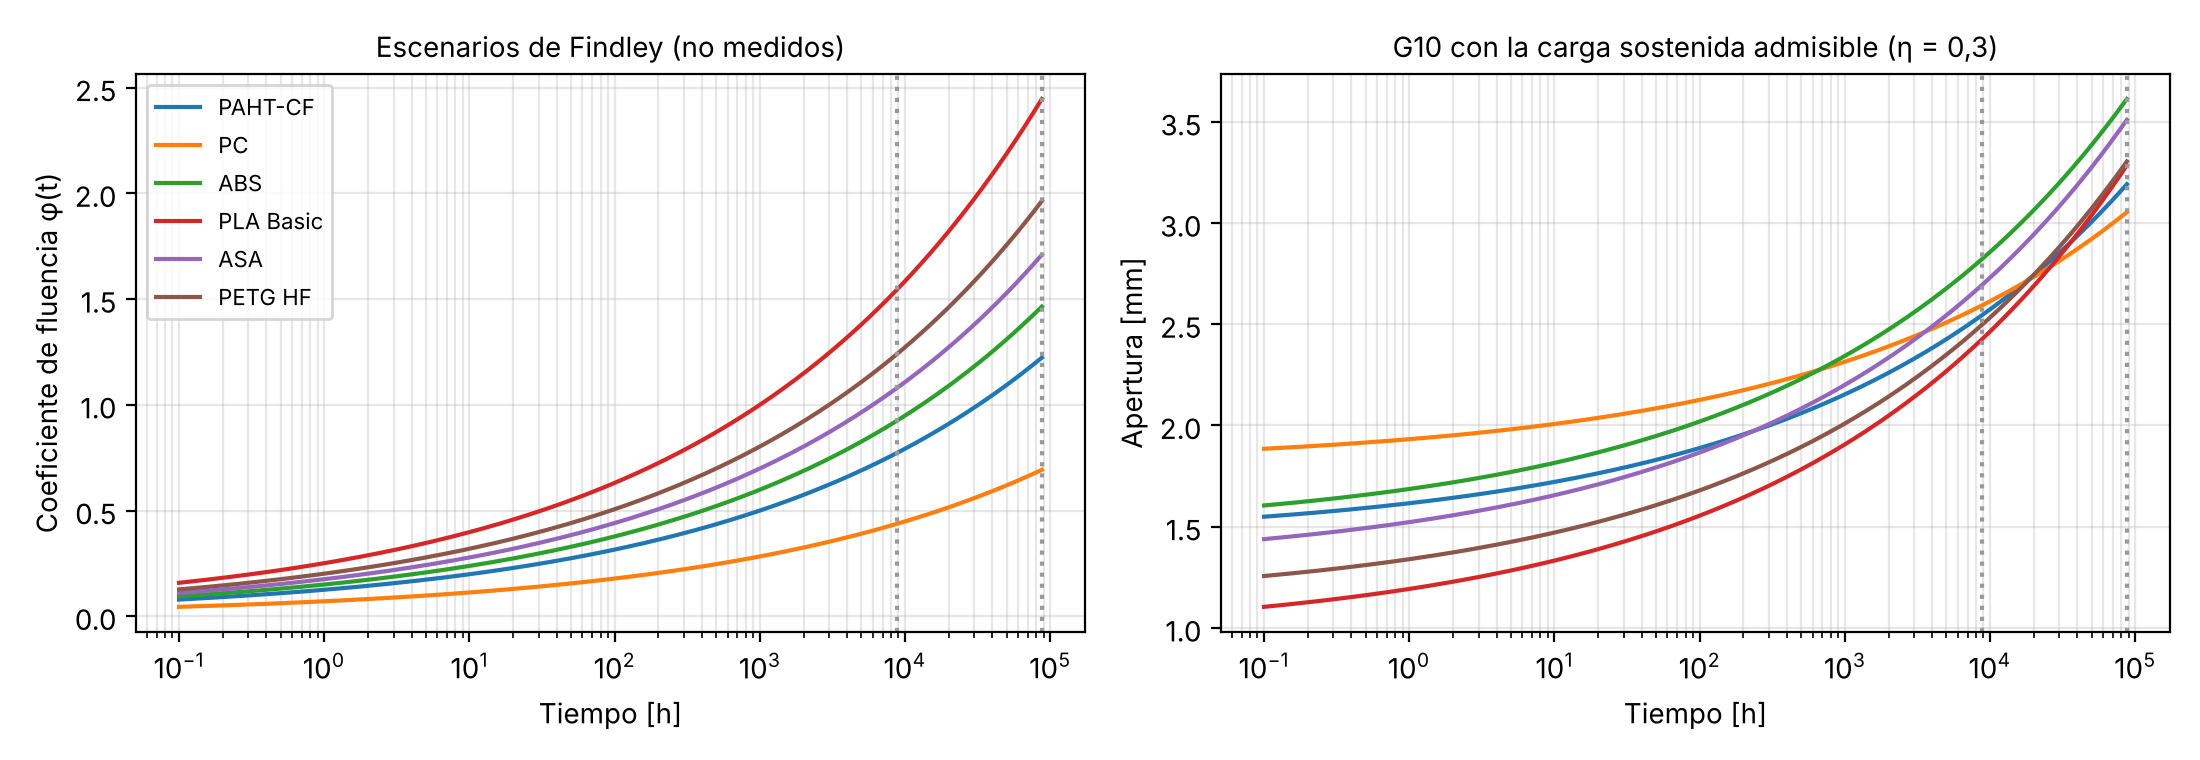 Escenarios de Findley (no medidos)
Coeficiente de fluencia φ(t)
2.5
2.0
1.5
1.0
0.5
0.0
PAHT-CF
PC
ABS
PLA Basic
ASA
PETG HF
10⁻¹ 10⁰ 10¹ 10² 10³ 10⁴ 10⁵
Tiempo [h]
G10 con la carga sostenida admisible (η = 0,3)
Apertura [mm]
3.5
3.0
2.5
2.0
1.5
1.0
10⁻¹ 10⁰ 10¹ 10² 10³ 10⁴ 10⁵
Tiempo [h]